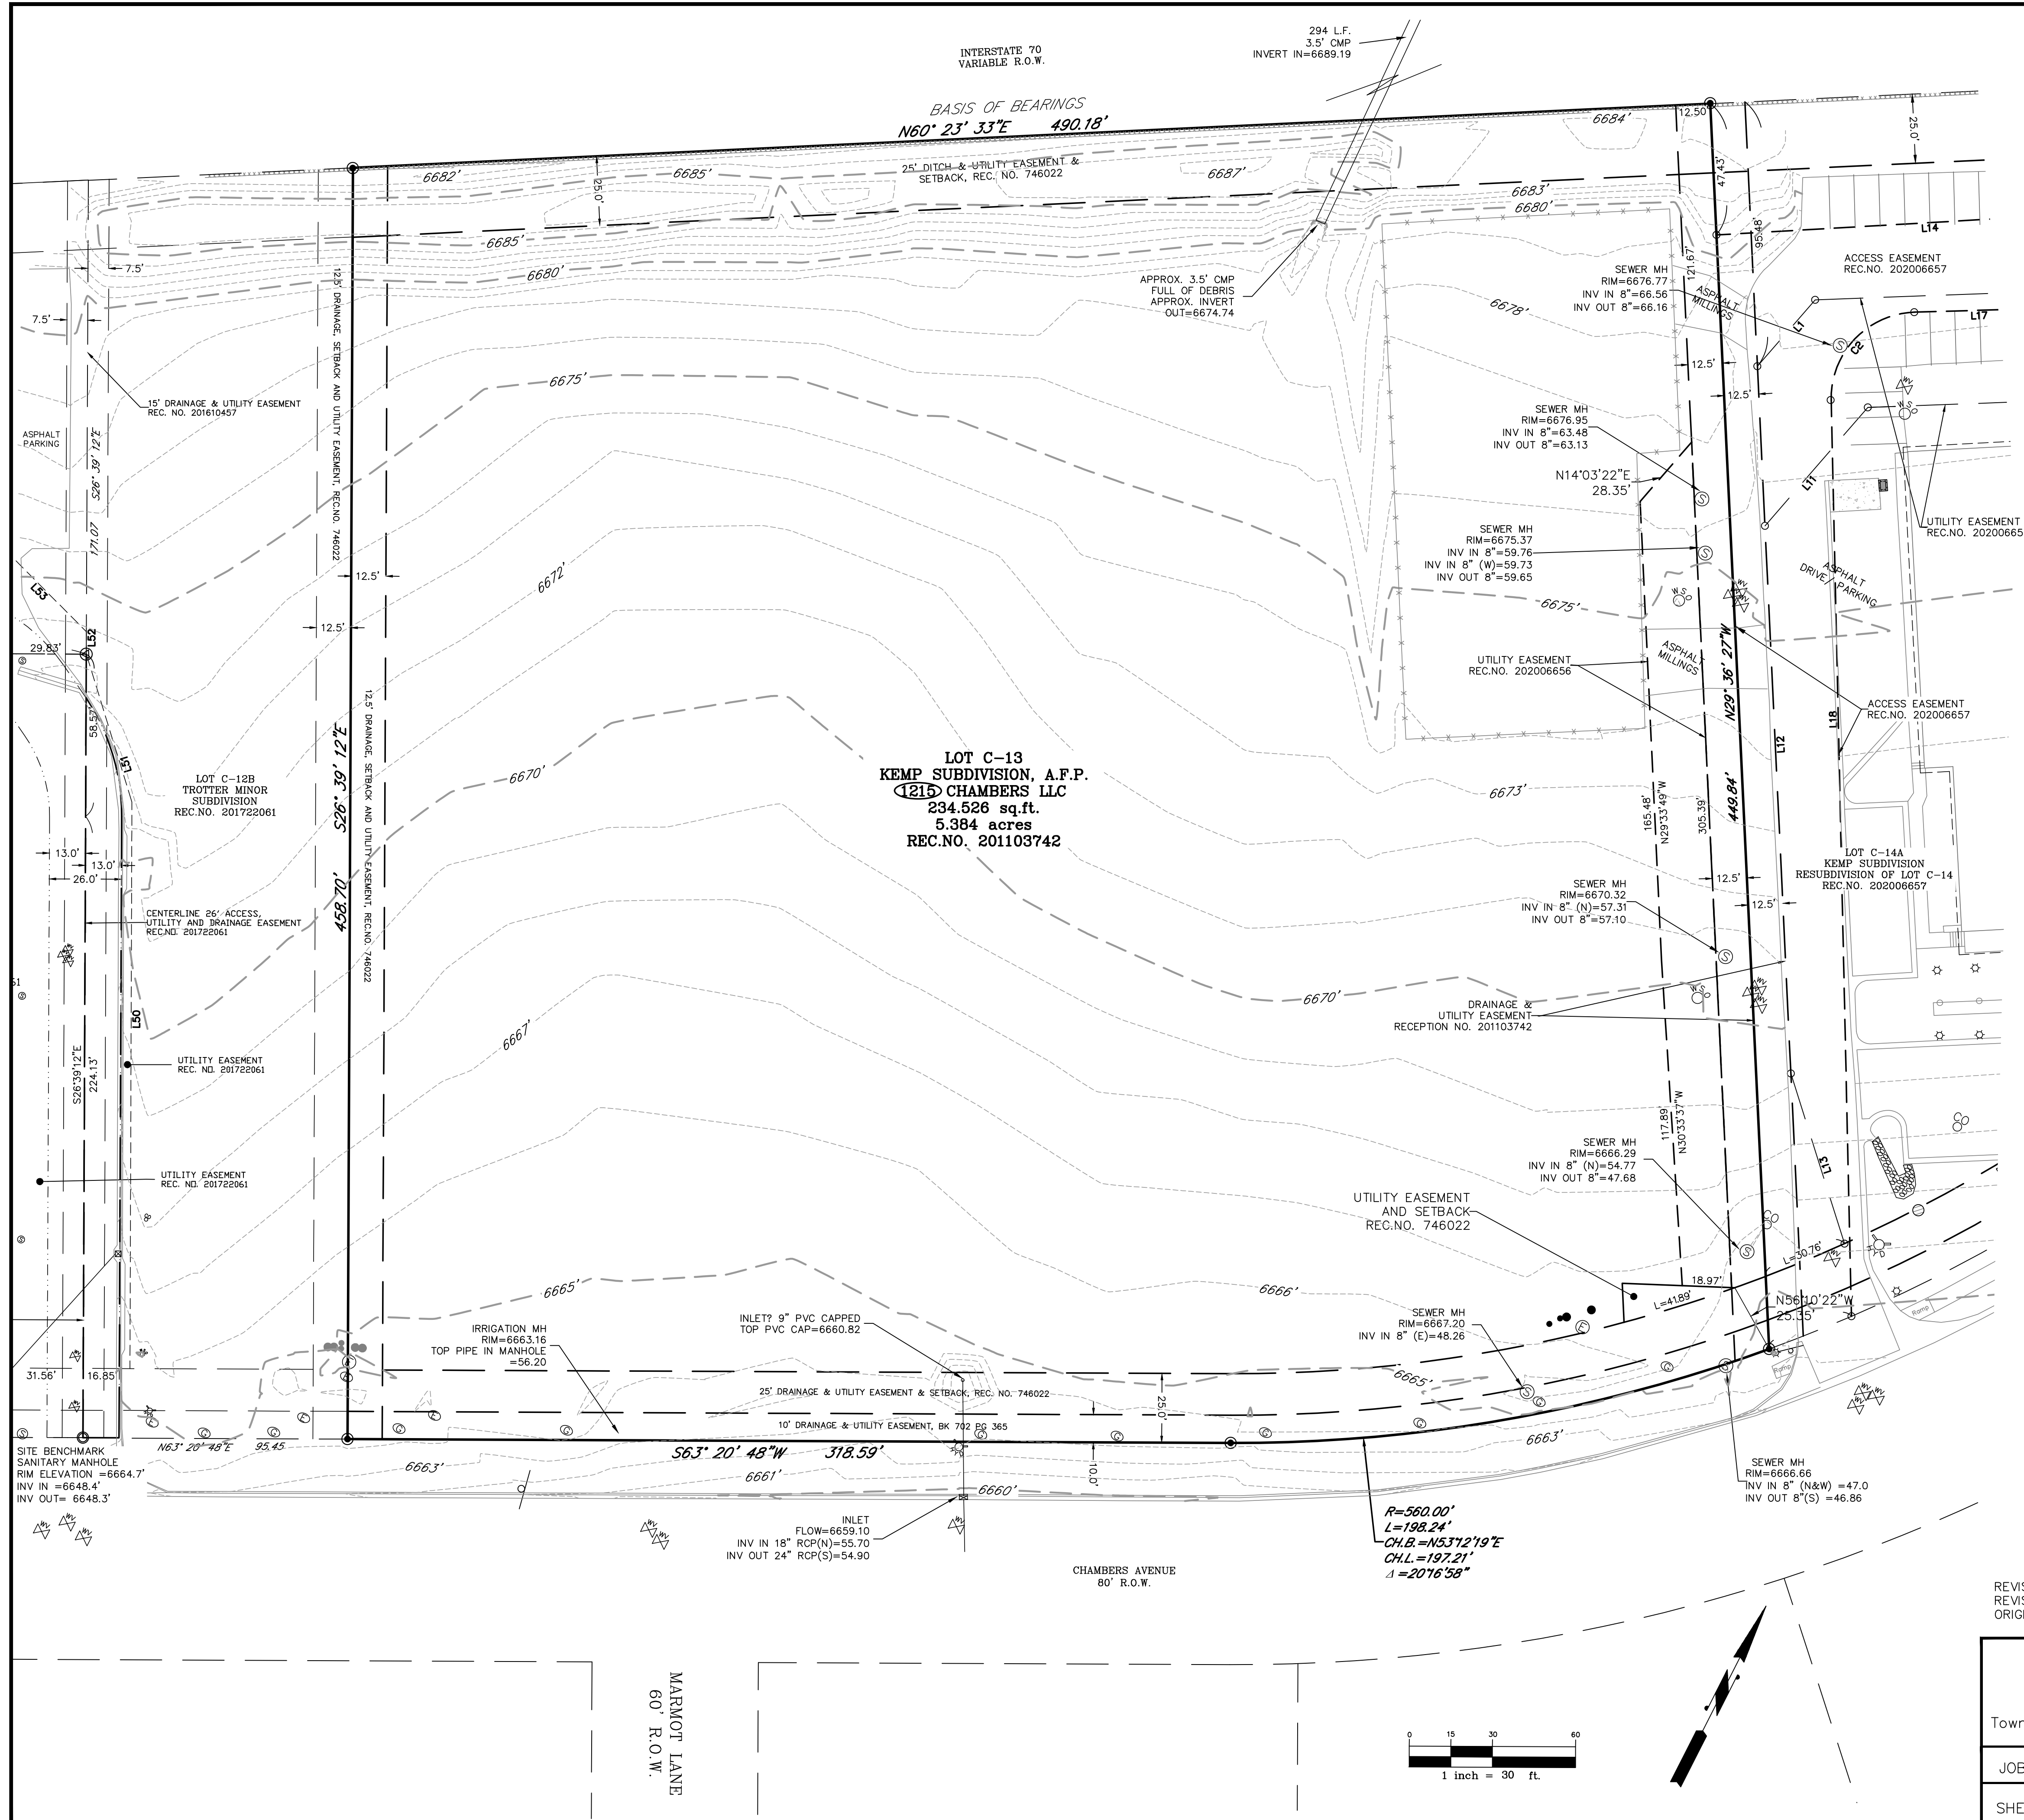 294 L.F.
3.5' CMP
INVERT IN=6689.19
INTERSTATE 70
VARIABLE R.O.W.
BASIS OF BEARINGS
N60° 23' 33"E 490.18'
12.50'
6684'
25.0'
25' DITCH & UTILITY EASEMENT &
SETBACK, REC. NO. 746022
6682'
6685'
6687'
25.0'
47.43'
6683'
6680'
6685'
6680'
7.5'
7.5'
L14
95.48'
121.67'
ACCESS EASEMENT
REC.NO. 202006657
APPROX. 3.5' CMP
FULL OF DEBRIS
APPROX. INVERT
OUT=6674.74
SEWER MH
RIM=6676.77
INV IN 8"=66.56
INV OUT 8"=66.16
ASPHALT
MILLINGS
6678'
L1
L17
C2
12.5' DRAINAGE, SETBACK AND UTILITY EASEMENT, REC.NO. 746022
6675'
12.5'
12.5'
15' DRAINAGE & UTILITY EASEMENT
REC. NO. 201610457
ASPHALT
PARKING
S26° 39' 12"E
171.07
SEWER MH
RIM=6676.95
INV IN 8"=63.48
INV OUT 8"=63.13
N14°03'22"E
28.35'
L11
UTILITY EASEMENT
REC.NO. 20200665
SEWER MH
RIM=6675.37
INV IN 8"=59.76
INV IN 8" (W)=59.73
INV OUT 8"=59.65
ASPHALT
DRIVE/ PARKING
6672'
12.5'
12.5'
6675'
L53
L52
29.83'
58.57'
L51
UTILITY EASEMENT
REC.NO. 202006656
ASPHALT
MILLINGS
N29° 36' 27"W
449.84'
ACCESS EASEMENT
REC.NO. 202006657
L18
L12
12.5' DRAINAGE, SETBACK AND UTILITY EASEMENT, REC.NO. 746022
S26° 39' 12"E
458.70'
LOT C-12B
TROTTER MINOR
SUBDIVISION
REC.NO. 201722061
6670'
LOT C-13
KEMP SUBDIVISION, A.F.P.
1215 CHAMBERS LLC
234.526 sq.ft.
5.384 acres
REC.NO. 201103742
6673'
165.48'
N29°33'49"W
305.39'
LOT C-14A
KEMP SUBDIVISION
RESUBDIVISION OF LOT C-14
REC.NO. 202006657
13.0'
13.0'
26.0'
12.5'
12.5'
SEWER MH
RIM=6670.32
INV IN 8" (N)=57.31
INV OUT 8"=57.10
CENTERLINE 26' ACCESS,
UTILITY AND DRAINAGE EASEMENT
REC.NO. 201722061
51
6670'
DRAINAGE &
UTILITY EASEMENT
RECEPTION NO. 201103742
6667'
L50
UTILITY EASEMENT
REC. NO. 201722061
S26°39'12"E
224.13'
117.89
N30°33'37"W
UTILITY EASEMENT
REC. NO. 201722061
SEWER MH
RIM=6666.29
INV IN 8" (N)=54.77
INV OUT 8"=47.68
L13
UTILITY EASEMENT
AND SETBACK
REC.NO. 746022
L=30.76'
18.97'
L=41.89'
N56°10'22"W
25.35'
Ramp
Ramp
6665'
6666'
SEWER MH
RIM=6667.20
INV IN 8" (E)=48.26
INLET? 9" PVC CAPPED
TOP PVC CAP=6660.82
IRRIGATION MH
RIM=6663.16
TOP PIPE IN MANHOLE
=56.20
31.56'
16.85'
6665'
25' DRAINAGE & UTILITY EASEMENT & SETBACK, REC. NO. 746022
25.0'
10' DRAINAGE & UTILITY EASEMENT, BK 702 PG 365
N63° 20' 48"E 95.45
S63° 20' 48"W 318.59'
6663'
6661'
6660'
10.0'
6663'
SITE BENCHMARK
SANITARY MANHOLE
RIM ELEVATION =6664.7'
INV IN =6648.4'
INV OUT= 6648.3'
SEWER MH
RIM=6666.66
INV IN 8" (N&W) =47.0
INV OUT 8"(S) =46.86
INLET
FLOW=6659.10
INV IN 18" RCP(N)=55.70
INV OUT 24" RCP(S)=54.90
R=560.00'
L=198.24'
CH.B.=N53°12'19"E
CH.L.=197.21'
Δ =20°16'58"
CHAMBERS AVENUE
80' R.O.W.
MARMOT LANE
60' R.O.W.
0 15 30 60
1 inch = 30 ft.
REVIS
REVIS
ORIGI
Town
JOB
SHE